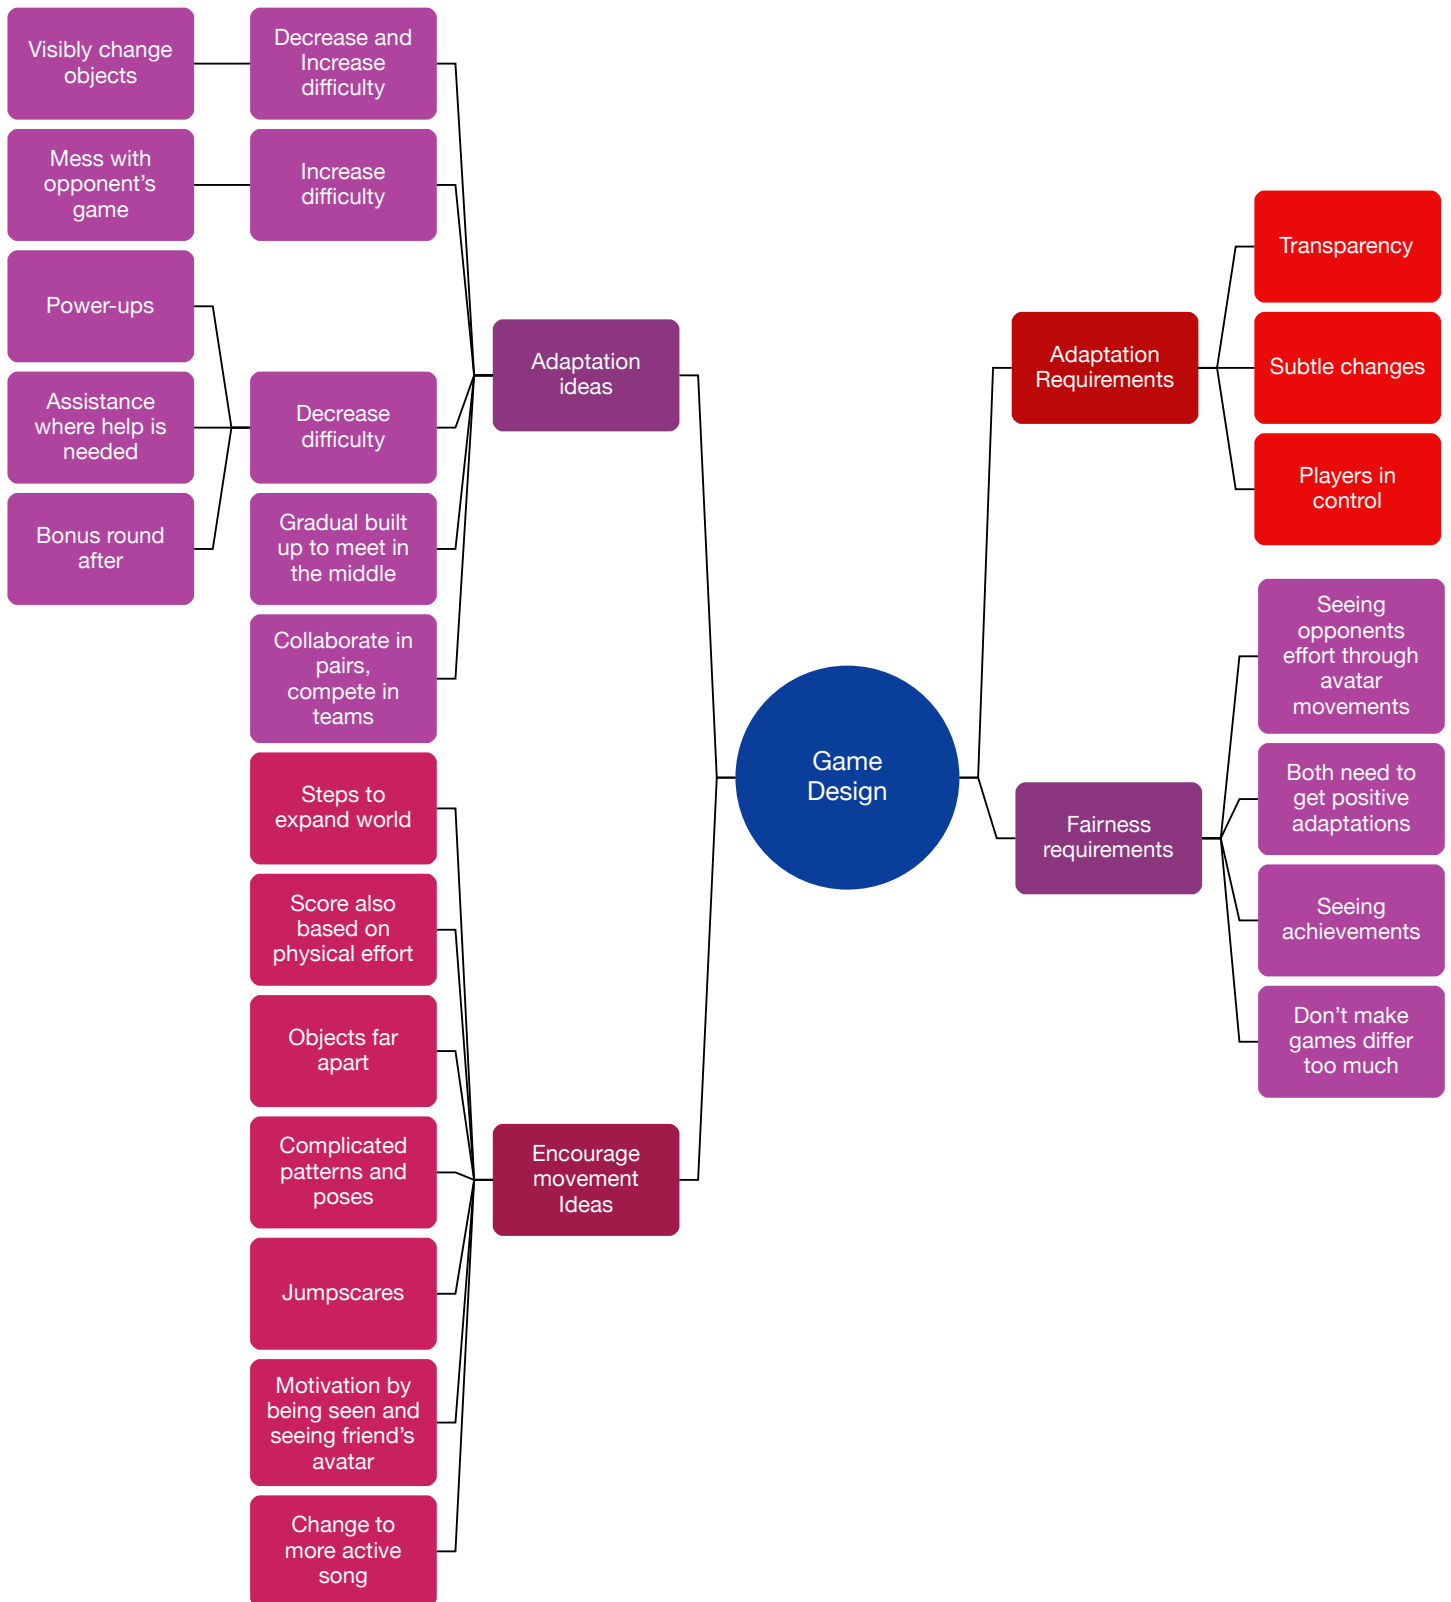 Visibly change
objects
Decrease and
Increase
difficulty
Mess with
opponent’s
game
Increase
difficulty
Power-ups
Assistance
where help is
needed
Bonus round
after
Decrease
difficulty
Gradual built
up to meet in
the middle
Collaborate in
pairs,
compete in
teams
Adaptation
ideas
Steps to
expand world
Score also
based on
physical effort
Objects far
apart
Complicated
patterns and
poses
Jumpscares
Motivation by
being seen and
seeing friend’s
avatar
Change to
more active
song
Encourage
movement
Ideas
Game
Design
Adaptation
Requirements
Transparency
Subtle changes
Players in
control
Fairness
requirements
Seeing
opponents
effort through
avatar
movements
Both need to
get positive
adaptations
Seeing
achievements
Don’t make
games differ
too much